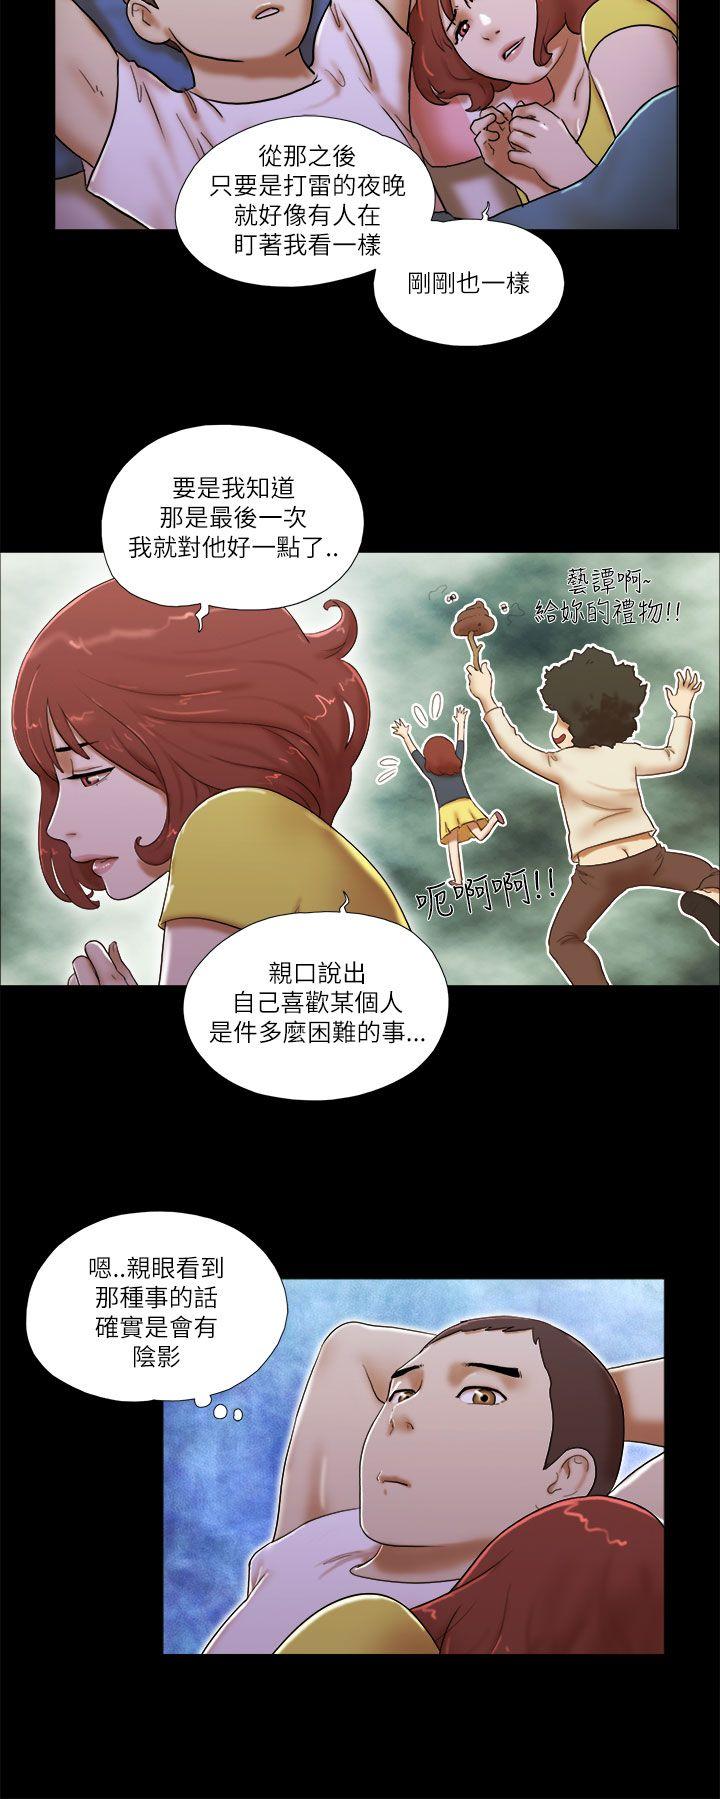 從那之後
只要是打雷的夜晚
就好像有人在
盯著我看一樣
剛剛也一樣
要是我知道
那是最後一次
我就對他好一點了..
藝譚啊~
給妳的禮物!!
呃啊啊!!
親口說出
自己喜歡某個人
是件多麼困難的事...
嗯..親眼看到
那種事的話
確實是會有
陰影